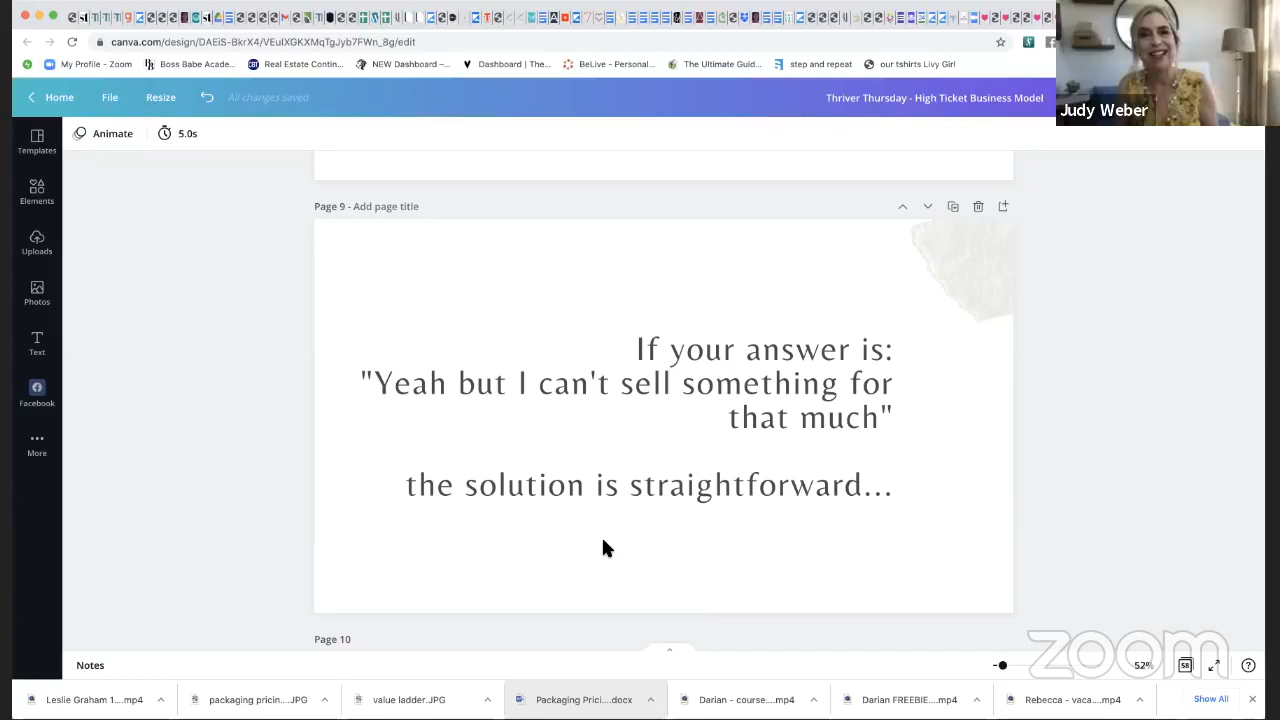 canva.com/design/DAEiS-BkrX4/VEulXGKXMqTgJyb7FWn_8g/edit
My Profile - Zoom
Boss Babe Acade...
Real Estate Contin...
NEW Dashboard –...
Dashboard | The...
BeLive - Personal...
The Ultimate Guid...
step and repeat
our tshirts Livy Girl
Home
File
Resize
All changes saved
Thriver Thursday - High Ticket Business Model
Judy Weber
Animate
5.0s
Templates
Elements
Uploads
Photos
Text
Facebook
More
Page 9 - Add page title
If your answer is:
"Yeah but I can't sell something for
that much"
the solution is straightforward...
Page 10
Notes
52%
58
zoom
Leslie Graham 1....mp4
packaging pricin....JPG
value ladder.JPG
Packaging Prici....docx
Darian - course....mp4
Darian FREEBIE....mp4
Rebecca - vaca....mp4
Show All